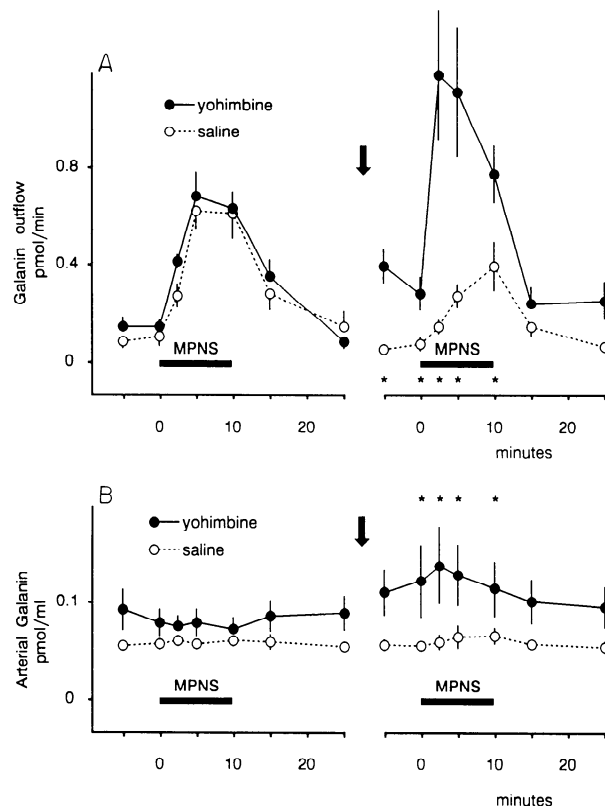 A
yohimbine
saline
Galanin outflow
pmol/min
0.8
0.4
0
MPNS
MPNS
* * * * *
0 10 20 0 10 20
minutes
B
yohimbine
saline
* * * *
Arterial Galanin
pmol/ml
0.1
0
MPNS
MPNS
0 10 20 0 10 20
minutes